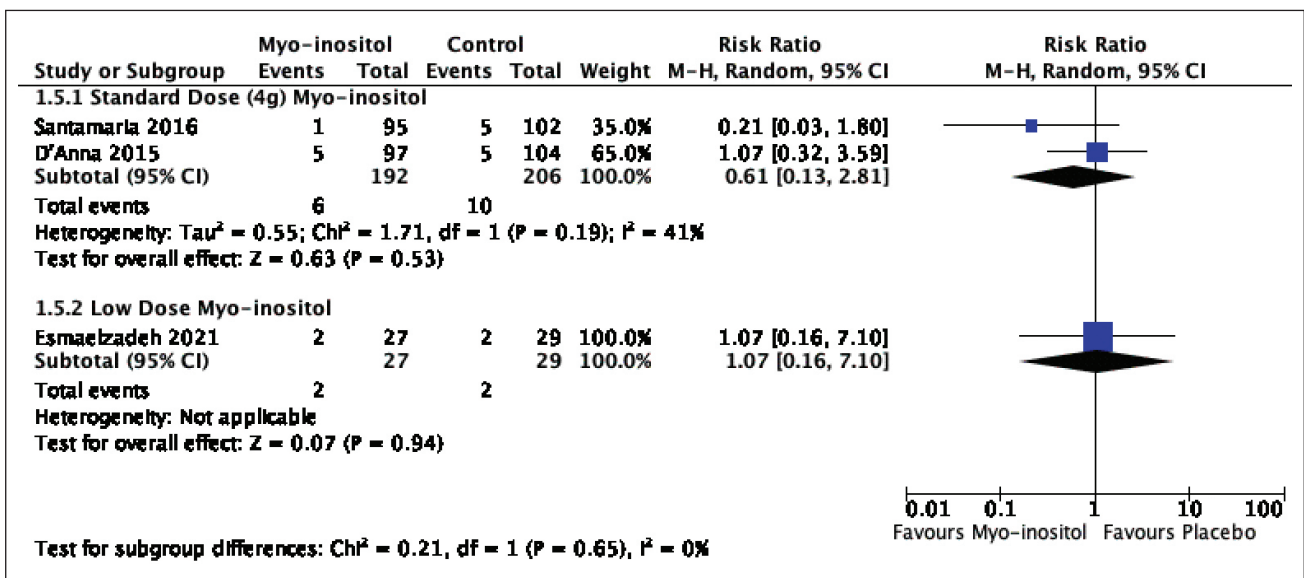 Myo-inositol Control Risk Ratio Risk Ratio
Study or Subgroup Events Total Events Total Weight M-H, Random, 95% CI M-H, Random, 95% CI
1.5.1 Standard Dose (4g) Myo-inositol
Santamaria 2016 1 95 5 102 35.0% 0.21 [0.03, 1.80]
D'Anna 2015 5 97 5 104 65.0% 1.07 [0.32, 3.59]
Subtotal (95% CI) 192 206 100.0% 0.61 [0.13, 2.81]
Total events 6 10
Heterogeneity: Tau² = 0.55; Chi² = 1.71, df = 1 (P = 0.19); I² = 41%
Test for overall effect: Z = 0.63 (P = 0.53)
1.5.2 Low Dose Myo-inositol
Esmaelzadeh 2021 2 27 2 29 100.0% 1.07 [0.16, 7.10]
Subtotal (95% CI) 27 29 100.0% 1.07 [0.16, 7.10]
Total events 2 2
Heterogeneity: Not applicable
Test for overall effect: Z = 0.07 (P = 0.94)
0.01 0.1 1 10 100
Favours Myo-inositol Favours Placebo
Test for subgroup differences: Chi² = 0.21, df = 1 (P = 0.65), I² = 0%